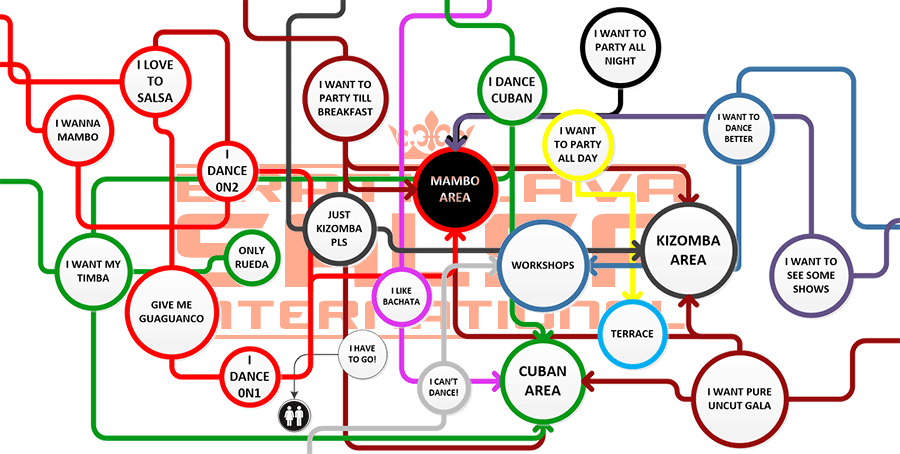 I LOVE
TO
SALSA
I WANNA
MAMBO
I
DANCE
0N2
I WANT TO
PARTY TILL
BREAKFAST
I DANCE
CUBAN
I WANT TO
PARTY ALL
NIGHT
I WANT
TO PARTY
ALL DAY
I WANT TO
DANCE
BETTER
MAMBO
AREA
JUST
KIZOMBA
PLS
ONLY
RUEDA
I WANT MY
TIMBA
GIVE ME
GUAGUANCO
I LIKE
BACHATA
WORKSHOPS
KIZOMBA
AREA
I WANT TO
SEE SOME
SHOWS
TERRACE
I HAVE
TO GO!
I
DANCE
0N1
I CAN'T
DANCE!
CUBAN
AREA
I WANT PURE
UNCUT GALA
INTERNATIONAL